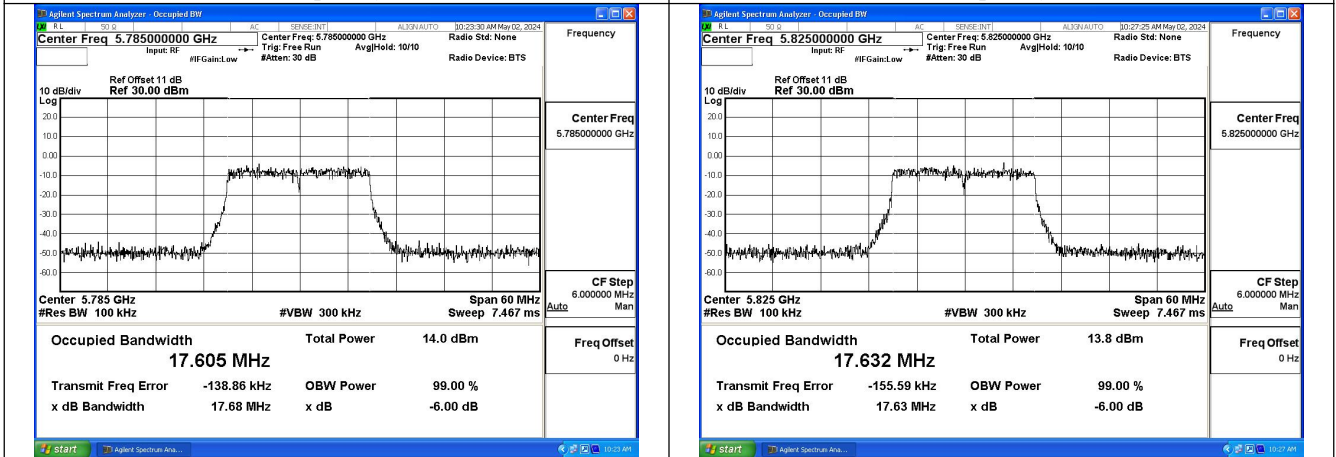 Agilent Spectrum Analyzer - Occupied BW
RL 50 Ω AC SENSE:INT ALIGN AUTO 10:23:30 AM May 02, 2024
Center Freq 5.785000000 GHz
Center Freq: 5.785000000 GHz Radio Std: None
Input: RF Trig: Free Run Avg|Hold: 10/10
#IFGain:Low #Atten: 30 dB Radio Device: BTS
Frequency
Ref Offset 11 dB
10 dB/div Ref 30.00 dBm
Log
20.0
10.0
0.00
-10.0
-20.0
-30.0
-40.0
-50.0
-60.0
Center 5.785 GHz Span 60 MHz
#Res BW 100 kHz #VBW 300 kHz Sweep 7.467 ms
Center Freq
5.785000000 GHz
CF Step
6.000000 MHz
Auto Man
Freq Offset
0 Hz
Occupied Bandwidth Total Power 14.0 dBm
17.605 MHz
Transmit Freq Error -138.86 kHz OBW Power 99.00 %
x dB Bandwidth 17.68 MHz x dB -6.00 dB
start Agilent Spectrum Ana... 10:23 AM
Agilent Spectrum Analyzer - Occupied BW
RL 50 Ω AC SENSE:INT ALIGN AUTO 10:27:25 AM May 02, 2024
Center Freq 5.825000000 GHz
Center Freq: 5.825000000 GHz Radio Std: None
Input: RF Trig: Free Run Avg|Hold: 10/10
#IFGain:Low #Atten: 30 dB Radio Device: BTS
Frequency
Ref Offset 11 dB
10 dB/div Ref 30.00 dBm
Log
20.0
10.0
0.00
-10.0
-20.0
-30.0
-40.0
-50.0
-60.0
Center 5.825 GHz Span 60 MHz
#Res BW 100 kHz #VBW 300 kHz Sweep 7.467 ms
Center Freq
5.825000000 GHz
CF Step
6.000000 MHz
Auto Man
Freq Offset
0 Hz
Occupied Bandwidth Total Power 13.8 dBm
17.632 MHz
Transmit Freq Error -155.59 kHz OBW Power 99.00 %
x dB Bandwidth 17.63 MHz x dB -6.00 dB
start Agilent Spectrum Ana... 10:27 AM